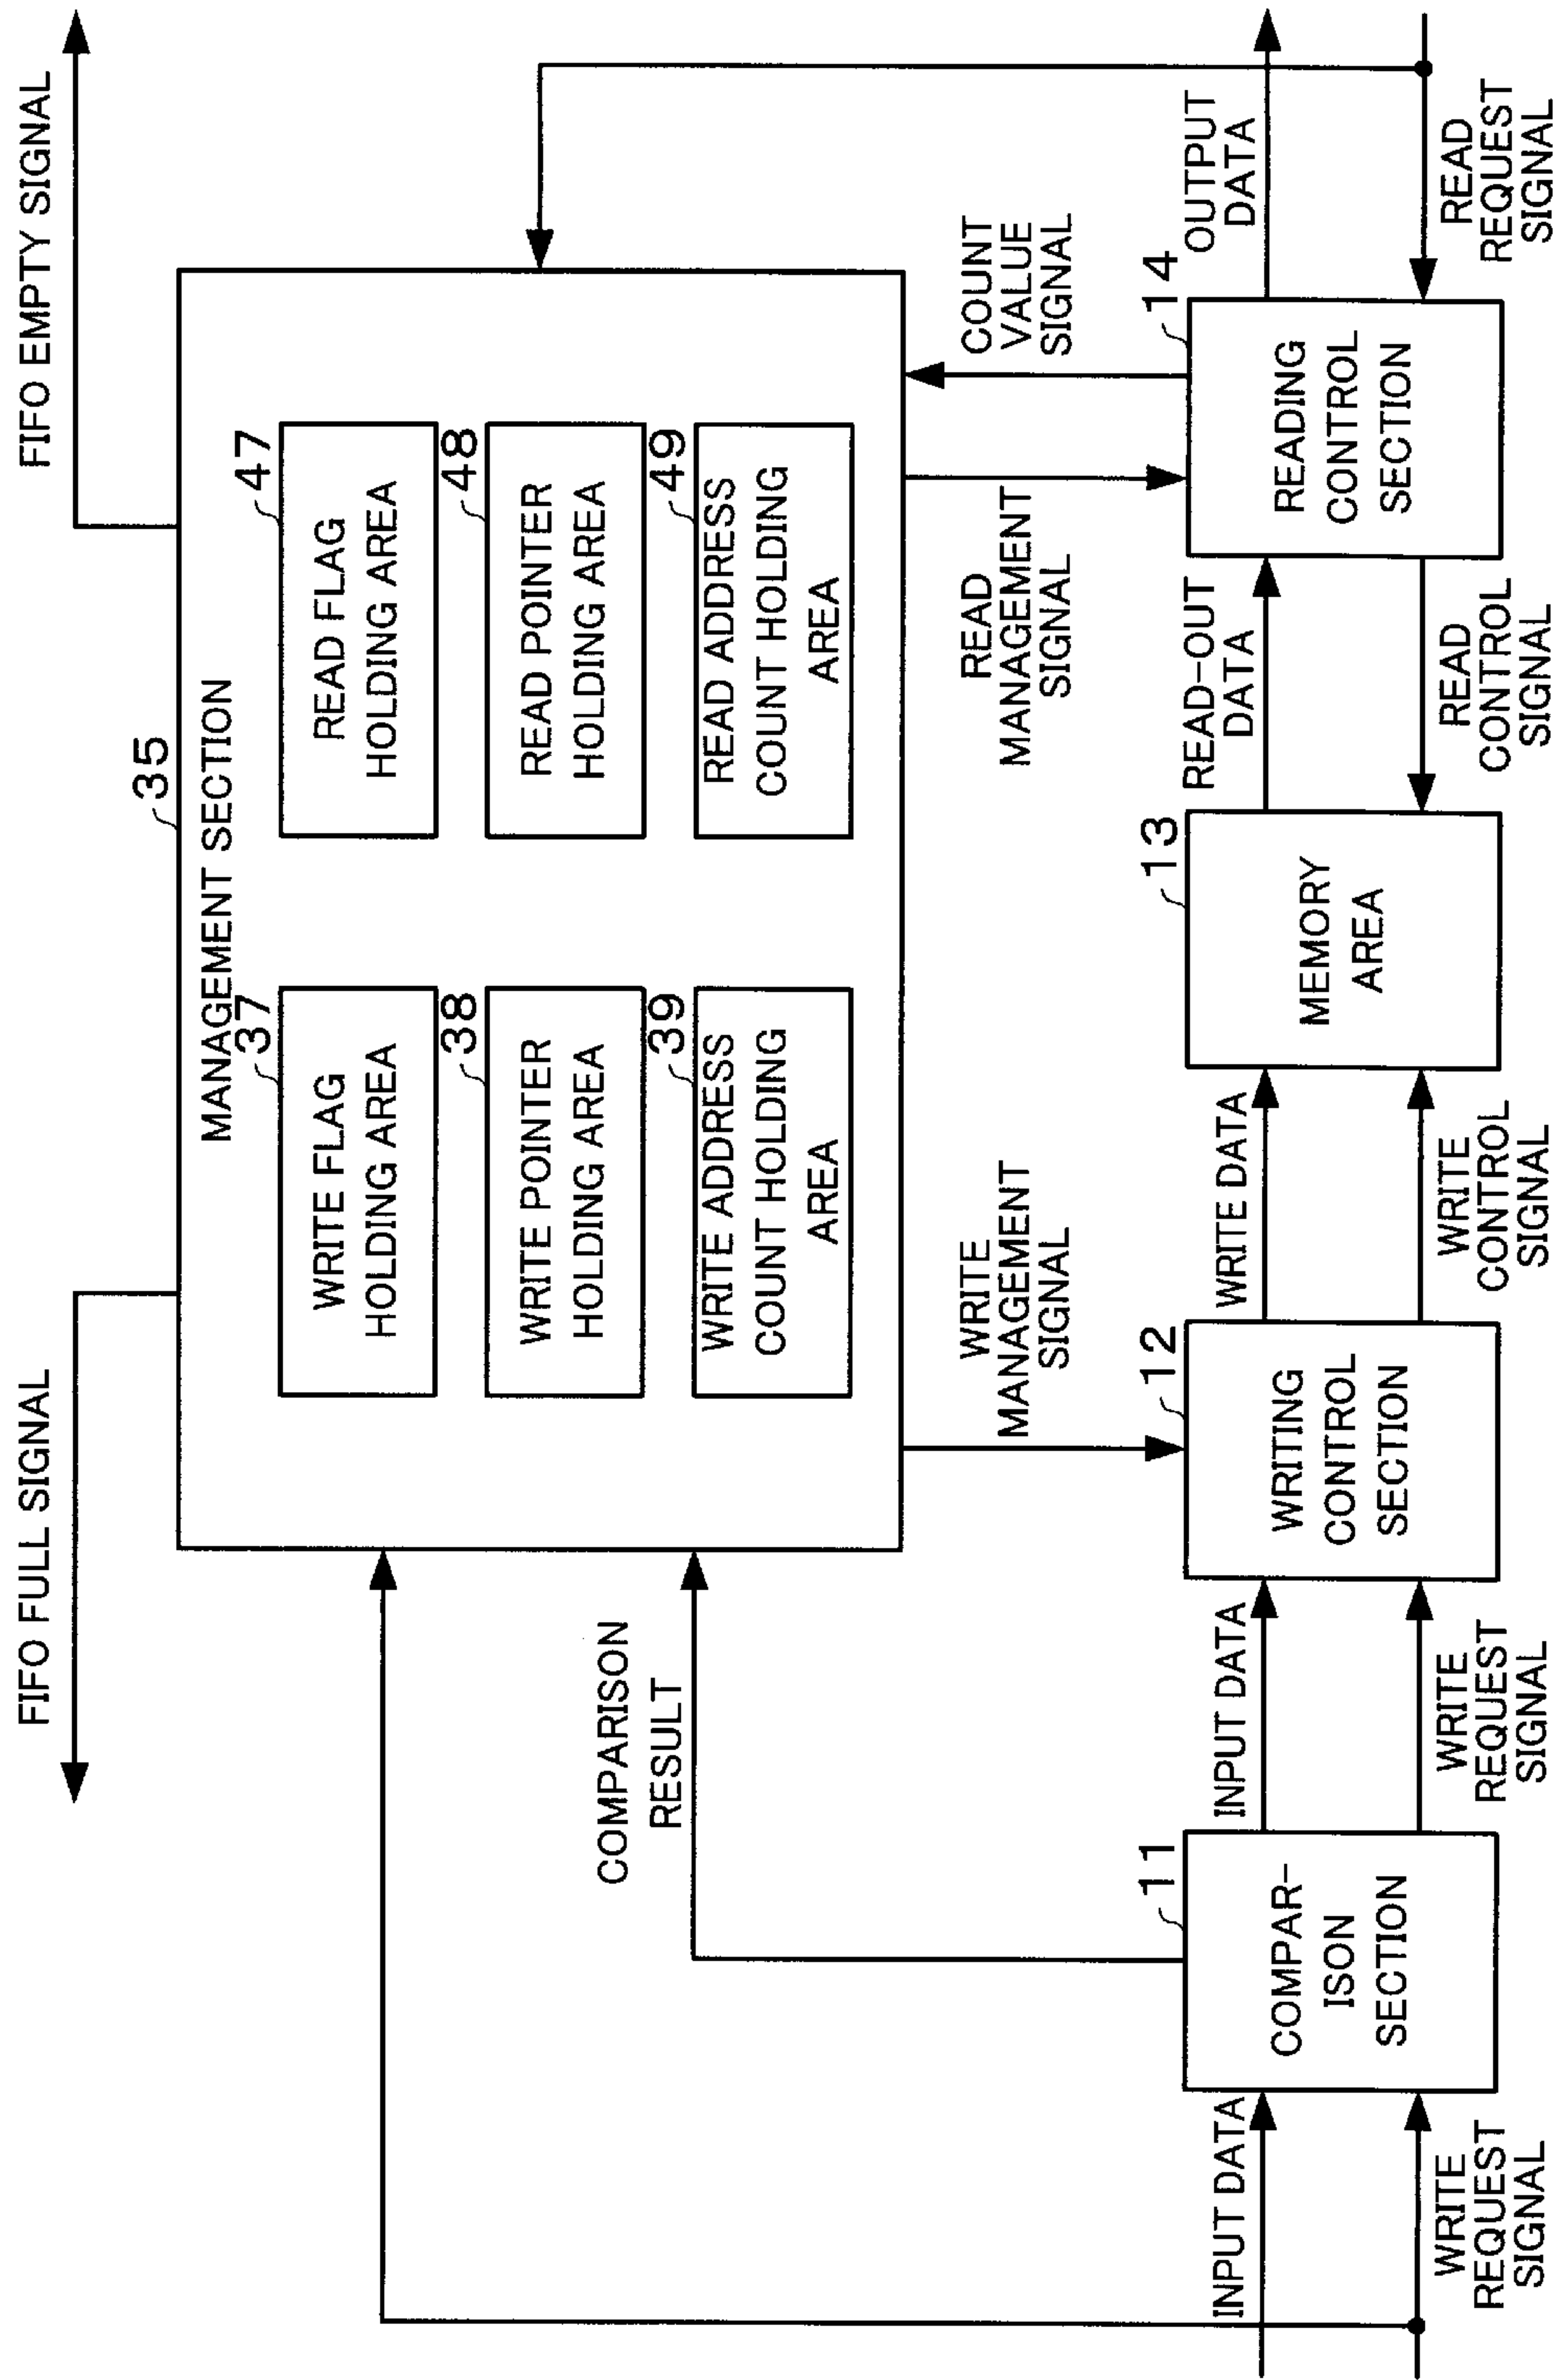 FIFO FULL SIGNAL
FIFO EMPTY SIGNAL
35
MANAGEMENT SECTION
37
WRITE FLAG
HOLDING AREA
38
WRITE POINTER
HOLDING AREA
39
WRITE ADDRESS
COUNT HOLDING
AREA
47
READ FLAG
HOLDING AREA
48
READ POINTER
HOLDING AREA
49
READ ADDRESS
COUNT HOLDING
AREA
COMPARISON
RESULT
WRITE
MANAGEMENT
SIGNAL
READ
MANAGEMENT
SIGNAL
COUNT
VALUE
SIGNAL
INPUT DATA
WRITE
REQUEST
SIGNAL
11
COMPAR-
ISON
SECTION
INPUT DATA
WRITE
REQUEST
SIGNAL
12
WRITING
CONTROL
SECTION
WRITE DATA
WRITE
CONTROL
SIGNAL
13
MEMORY
AREA
READ-OUT
DATA
READ
CONTROL
SIGNAL
14
READING
CONTROL
SECTION
OUTPUT
DATA
READ
REQUEST
SIGNAL